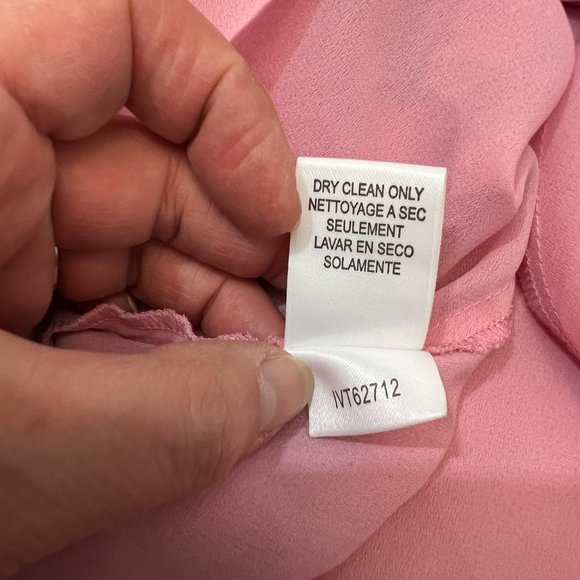 DRY CLEAN ONLY
NETTOYAGE A SEC
SEULEMENT
LAVAR EN SECO
SOLAMENTE
IVT62712